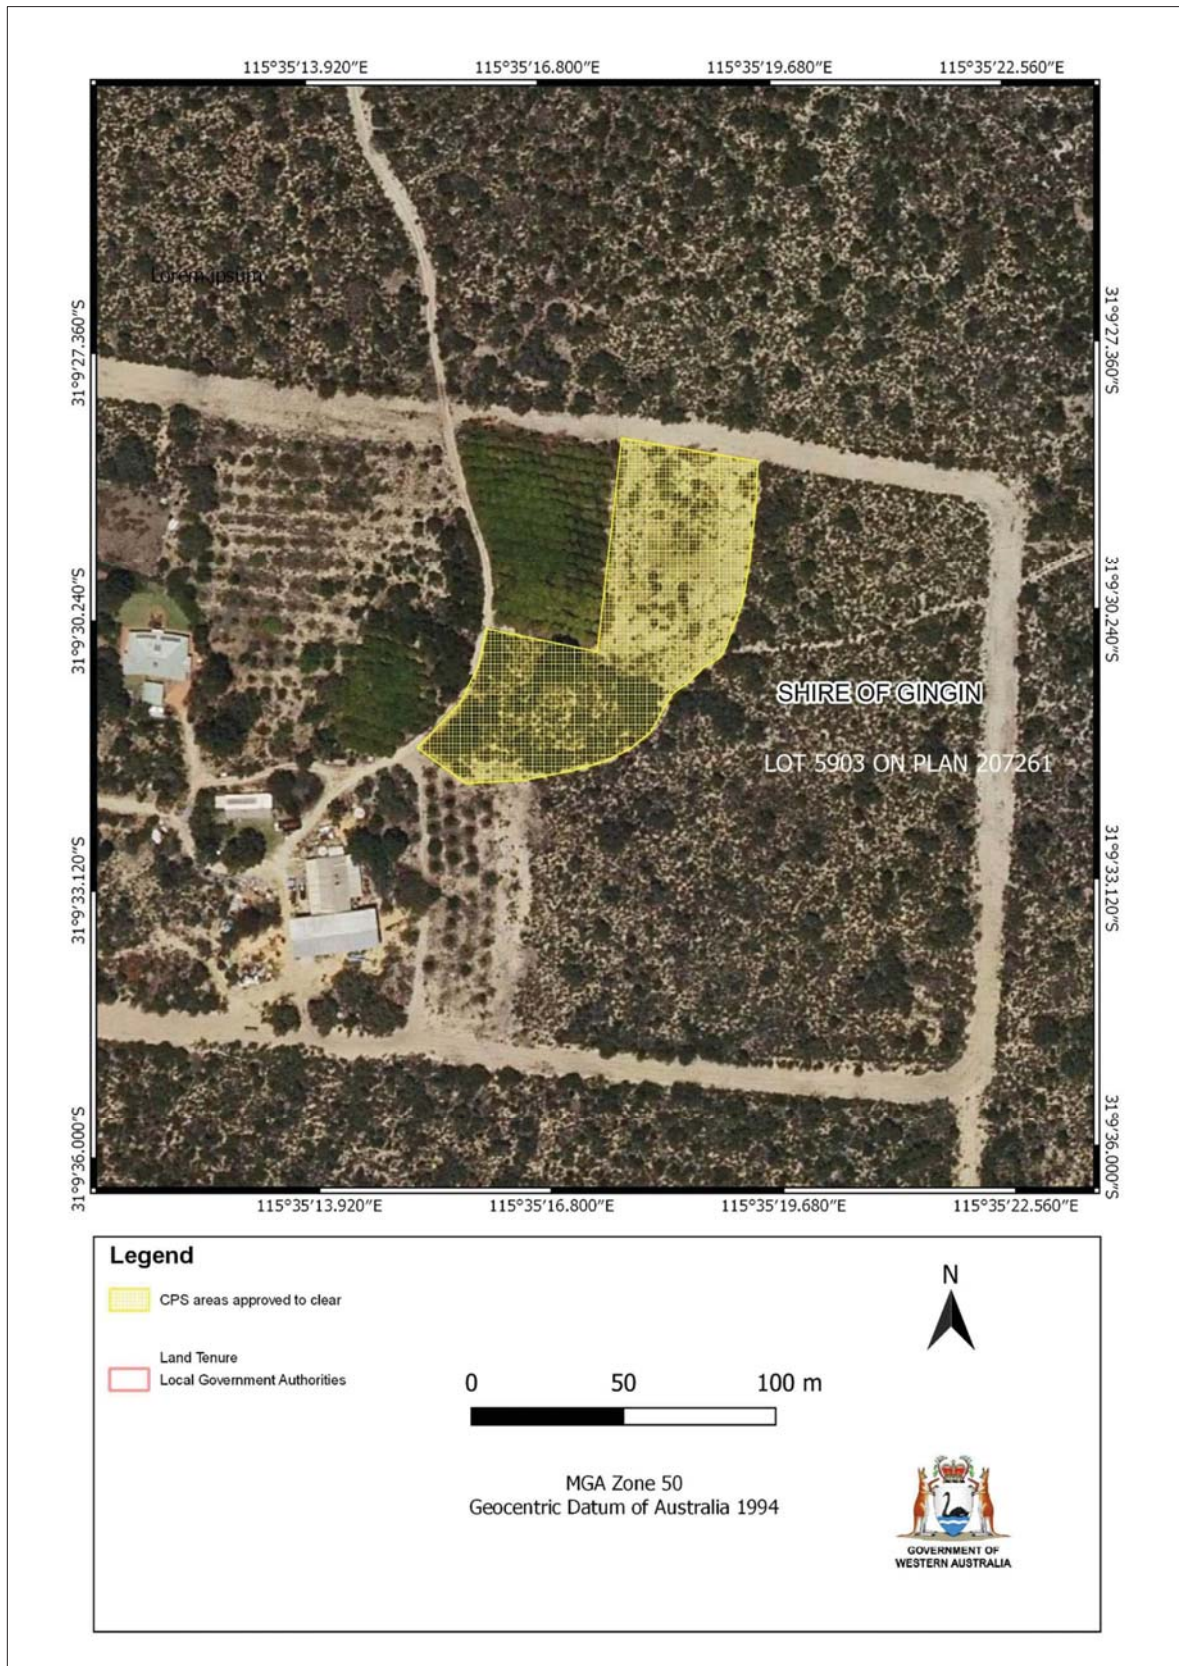 115°35'13.920"E 115°35'16.800"E 115°35'19.680"E 115°35'22.560"E
Lorem ipsum
31°9'27.360"S
31°9'27.360"S
31°9'30.240"S
31°9'30.240"S
SHIRE OF GINGIN
LOT 5903 ON PLAN 207261
31°9'33.120"S
31°9'33.120"S
31°9'36.000"S
31°9'36.000"S
115°35'13.920"E 115°35'16.800"E 115°35'19.680"E 115°35'22.560"E
Legend
CPS areas approved to clear
Land Tenure
Local Government Authorities
N
0 50 100 m
MGA Zone 50
Geocentric Datum of Australia 1994
GOVERNMENT OF
WESTERN AUSTRALIA